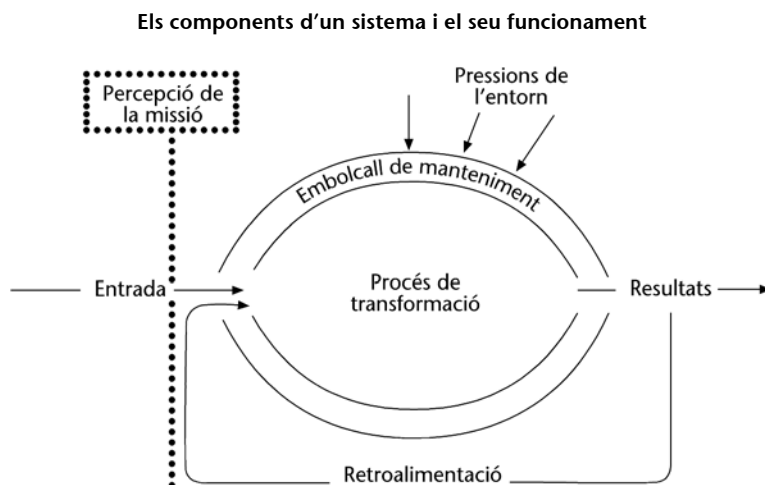 Els components d’un sistema i el seu funcionament
Percepció de
la missió
Pressions de
l’entorn
Embolcall de manteniment
Entrada
Procés de
transformació
Resultats
Retroalimentació